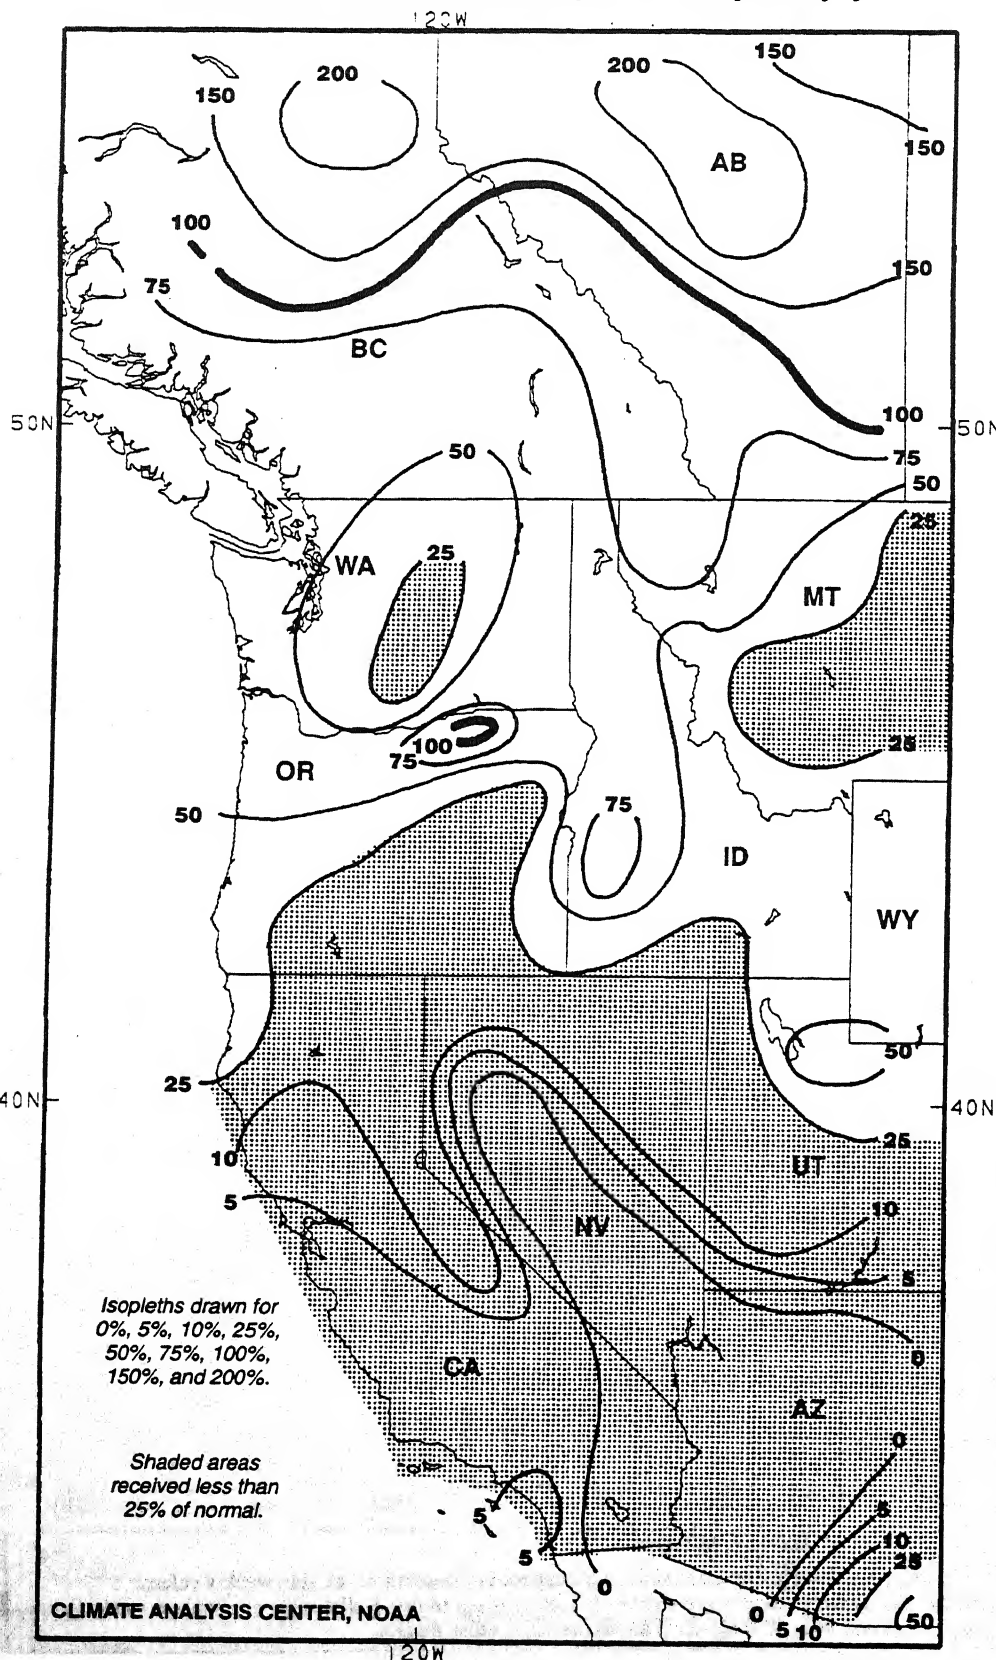 120W
200
200
150
150
AB
150
100
150
75
BC
50N
100
50N
50
75
50
25
WA
25
MT
100
25
75
OR
50
75
ID
WY
50
25
40N
40N
25
10
UT
5
10
NV
5
Isopleths drawn for
0%, 5%, 10%, 25%,
50%, 75%, 100%,
150%, and 200%.
0
CA
AZ
0
Shaded areas
received less than
25% of normal.
5
5
10
5
25
0
0
5 10
50
CLIMATE ANALYSIS CENTER, NOAA
120W